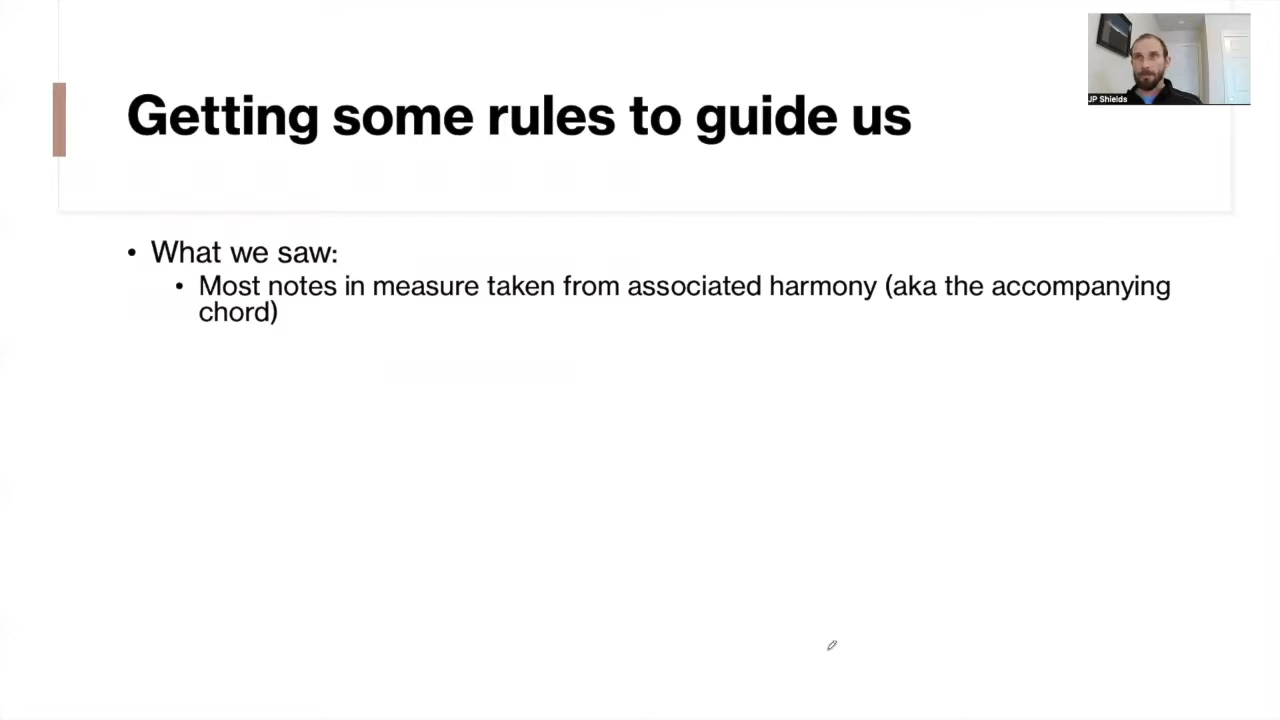 Getting some rules to guide us
JP Shields
• What we saw:
• Most notes in measure taken from associated harmony (aka the accompanying
chord)